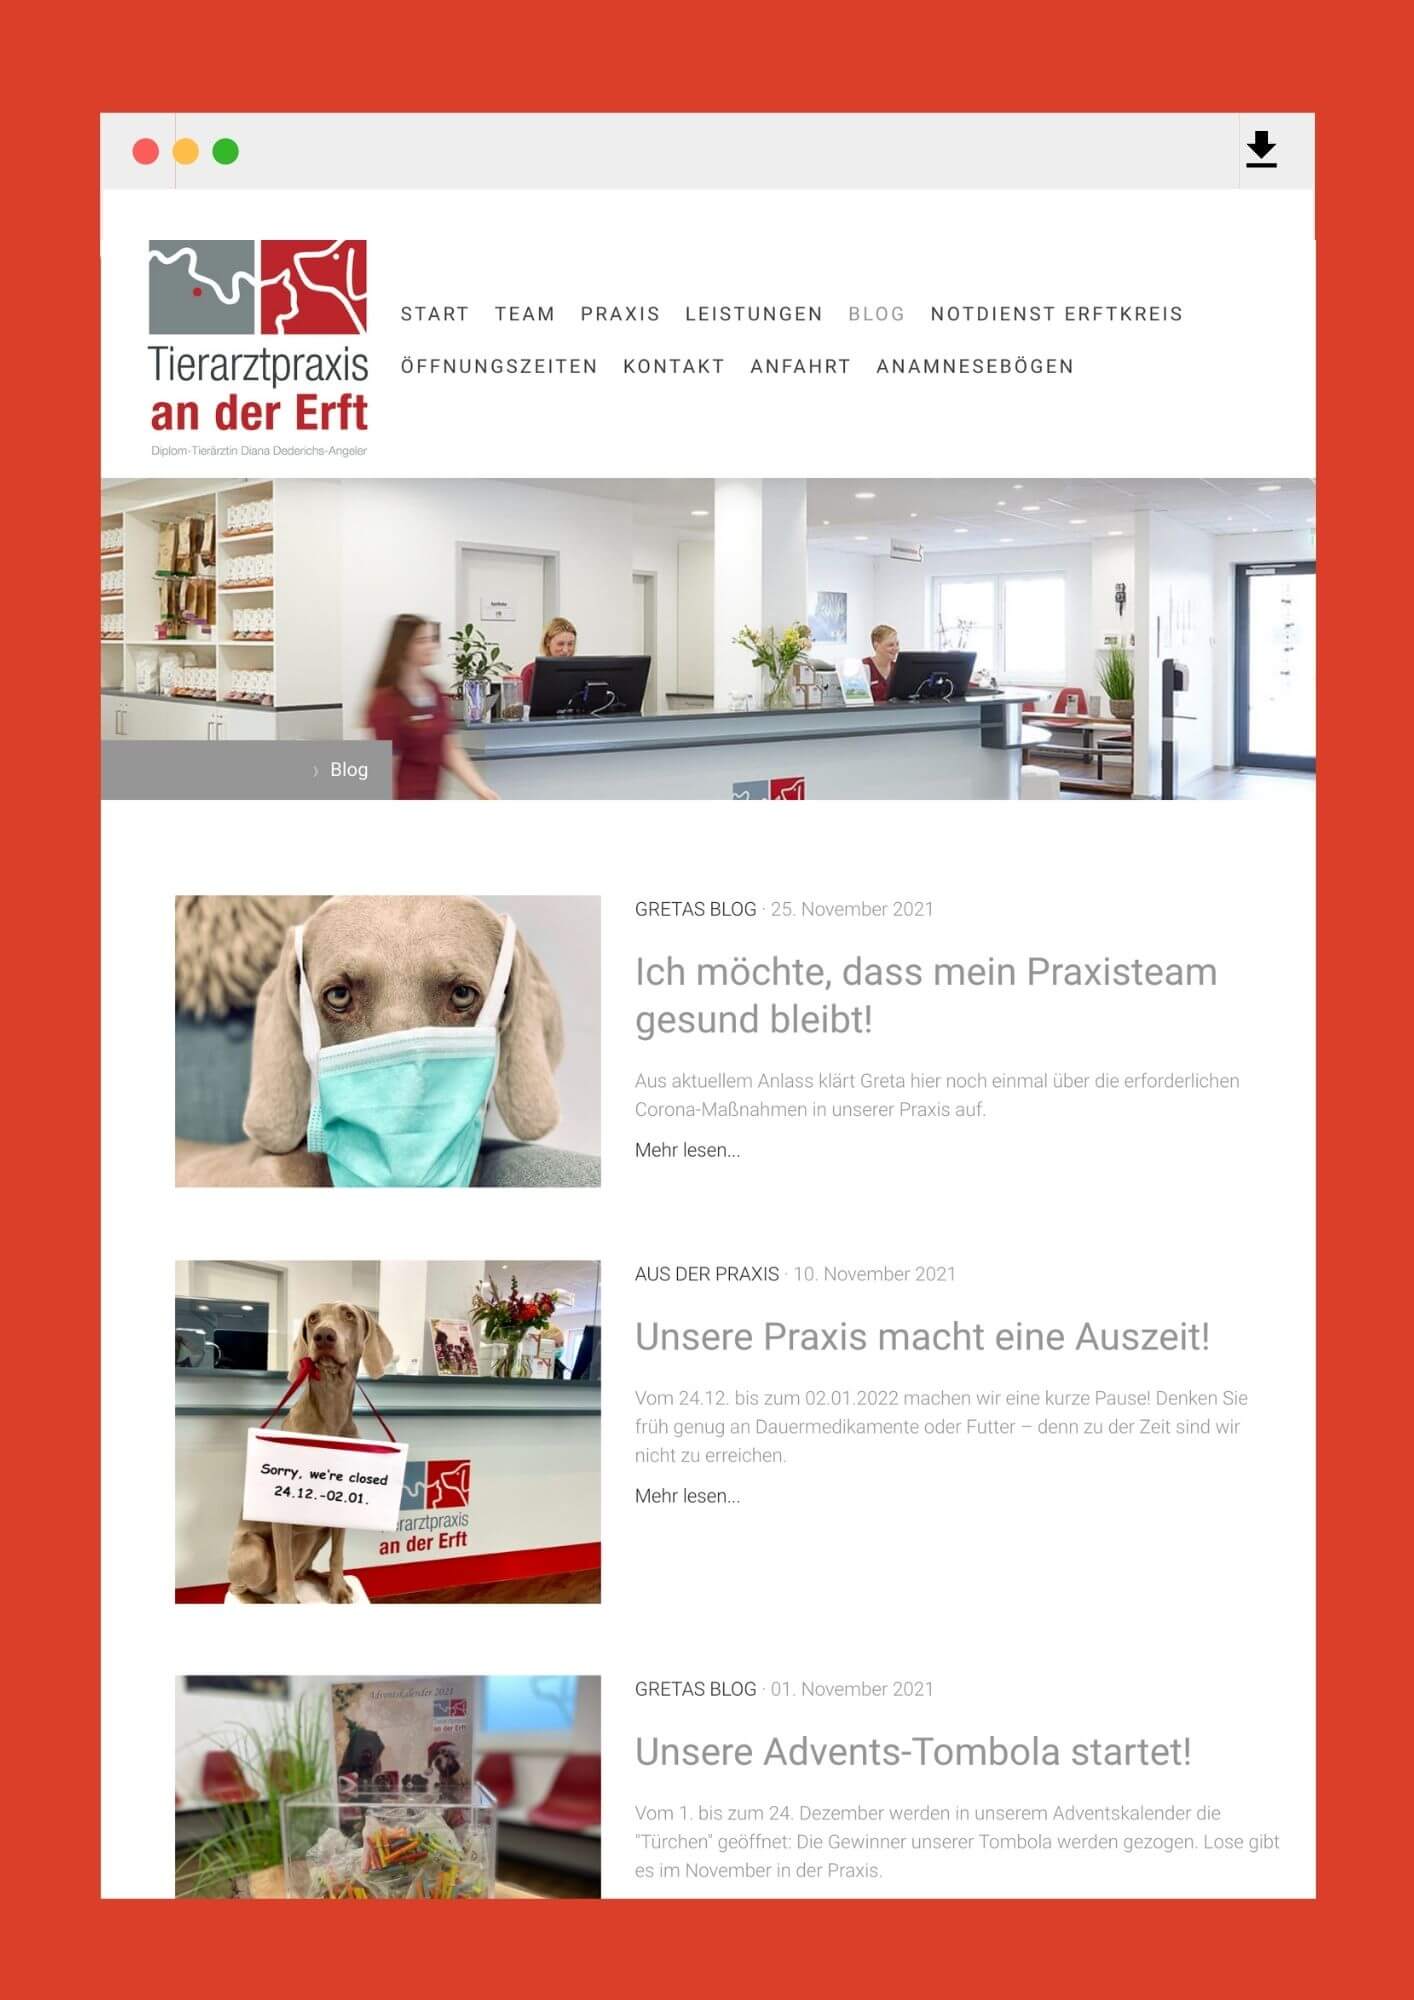 Tierarztpraxis
an der Erft
Diplom-Tierärztin Diana Dederichs-Angeler
START TEAM PRAXIS LEISTUNGEN BLOG NOTDIENST ERFTKREIS
ÖFFNUNGSZEITEN KONTAKT ANFAHRT ANAMNESEBÖGEN
› Blog
GRETAS BLOG · 25. November 2021
Ich möchte, dass mein Praxisteam
gesund bleibt!
Aus aktuellem Anlass klärt Greta hier noch einmal über die erforderlichen
Corona-Maßnahmen in unserer Praxis auf.
Mehr lesen...
Sorry, we're closed
24.12.-02.01.
Tierarztpraxis
an der Erft
AUS DER PRAXIS · 10. November 2021
Unsere Praxis macht eine Auszeit!
Vom 24.12. bis zum 02.01.2022 machen wir eine kurze Pause! Denken Sie
früh genug an Dauermedikamente oder Futter – denn zu der Zeit sind wir
nicht zu erreichen.
Mehr lesen...
Adventskalender 2021
Tierarztpraxis
an der Erft
GRETAS BLOG · 01. November 2021
Unsere Advents-Tombola startet!
Vom 1. bis zum 24. Dezember werden in unserem Adventskalender die
"Türchen" geöffnet: Die Gewinner unserer Tombola werden gezogen. Lose gibt
es im November in der Praxis.